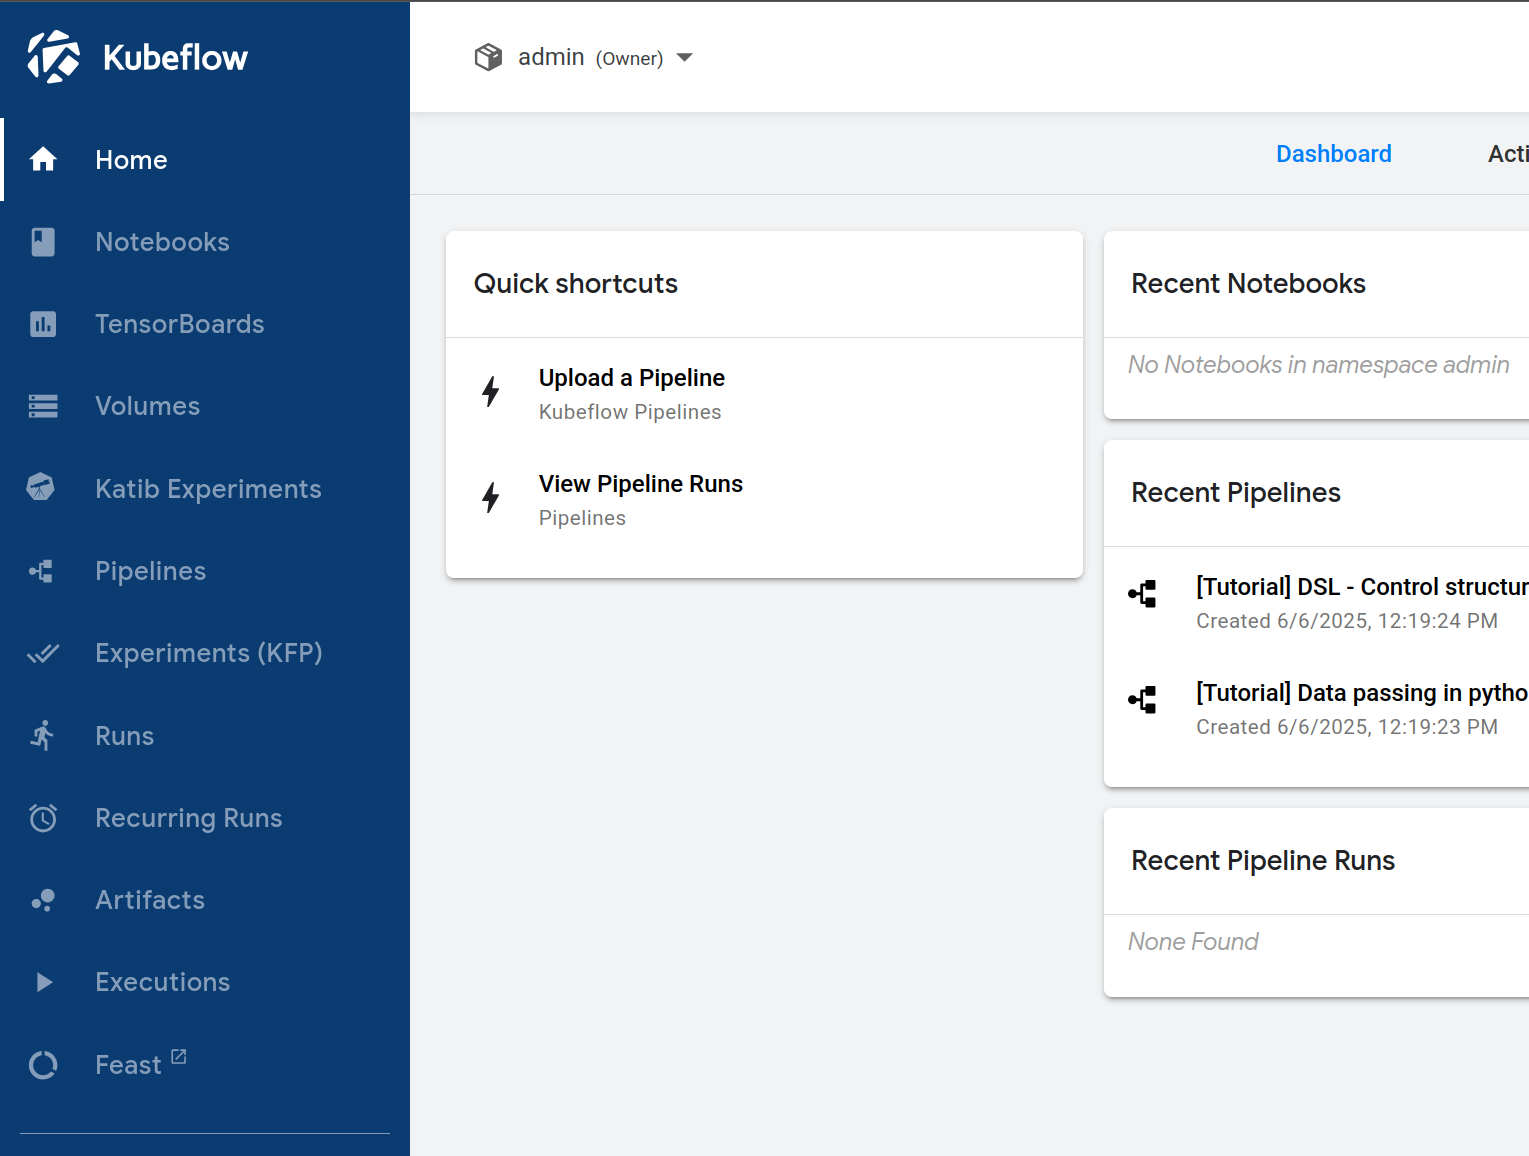 Kubeflow
Home
Notebooks
TensorBoards
Volumes
Katib Experiments
Pipelines
Experiments (KFP)
Runs
Recurring Runs
Artifacts
Executions
Feast
admin (Owner)
Dashboard
Acti
Quick shortcuts
Upload a Pipeline
Kubeflow Pipelines
View Pipeline Runs
Pipelines
Recent Notebooks
No Notebooks in namespace admin
Recent Pipelines
[Tutorial] DSL - Control structur
Created 6/6/2025, 12:19:24 PM
[Tutorial] Data passing in pytho
Created 6/6/2025, 12:19:23 PM
Recent Pipeline Runs
None Found